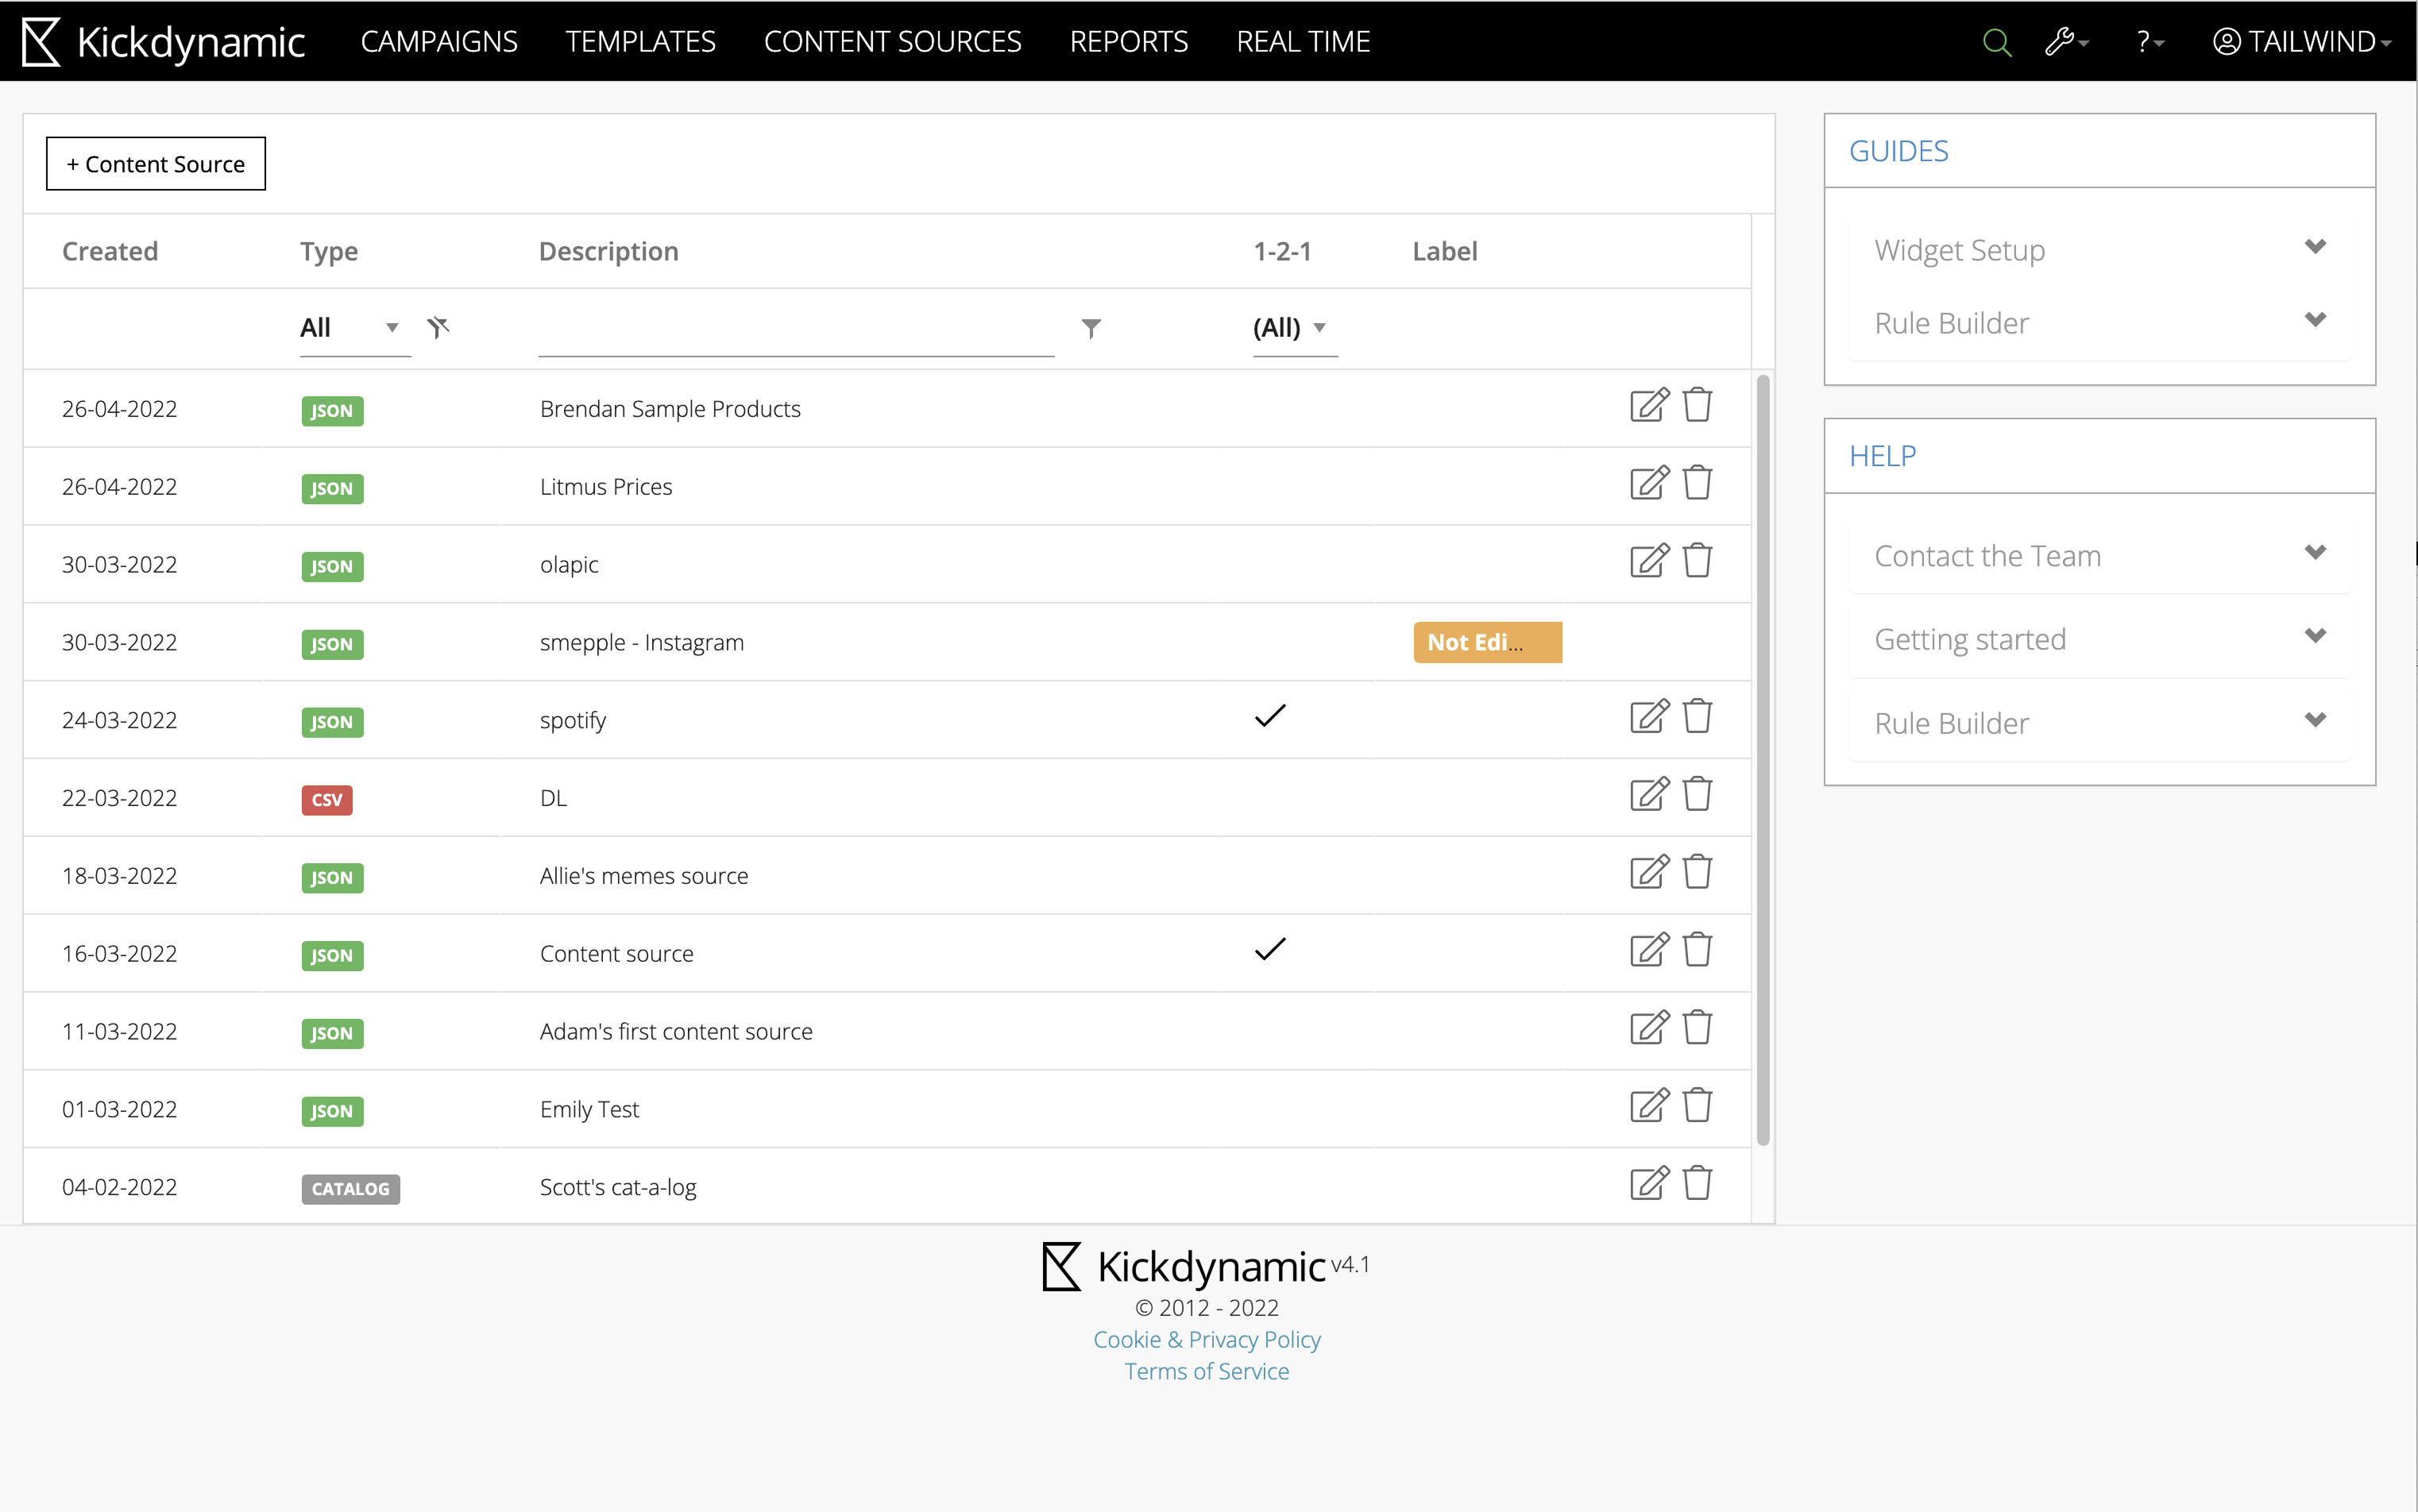 Kickdynamic CAMPAIGNS TEMPLATES CONTENT SOURCES REPORTS REAL TIME ? TAILWIND
+ Content Source
Created Type Description 1-2-1 Label
All (All)
26-04-2022 JSON Brendan Sample Products
26-04-2022 JSON Litmus Prices
30-03-2022 JSON olapic
30-03-2022 JSON smepple - Instagram Not Edi...
24-03-2022 JSON spotify
22-03-2022 CSV DL
18-03-2022 JSON Allie's memes source
16-03-2022 JSON Content source
11-03-2022 JSON Adam's first content source
01-03-2022 JSON Emily Test
04-02-2022 CATALOG Scott's cat-a-log
GUIDES
Widget Setup
Rule Builder
HELP
Contact the Team
Getting started
Rule Builder
Kickdynamic v4.1
© 2012 - 2022
Cookie & Privacy Policy
Terms of Service